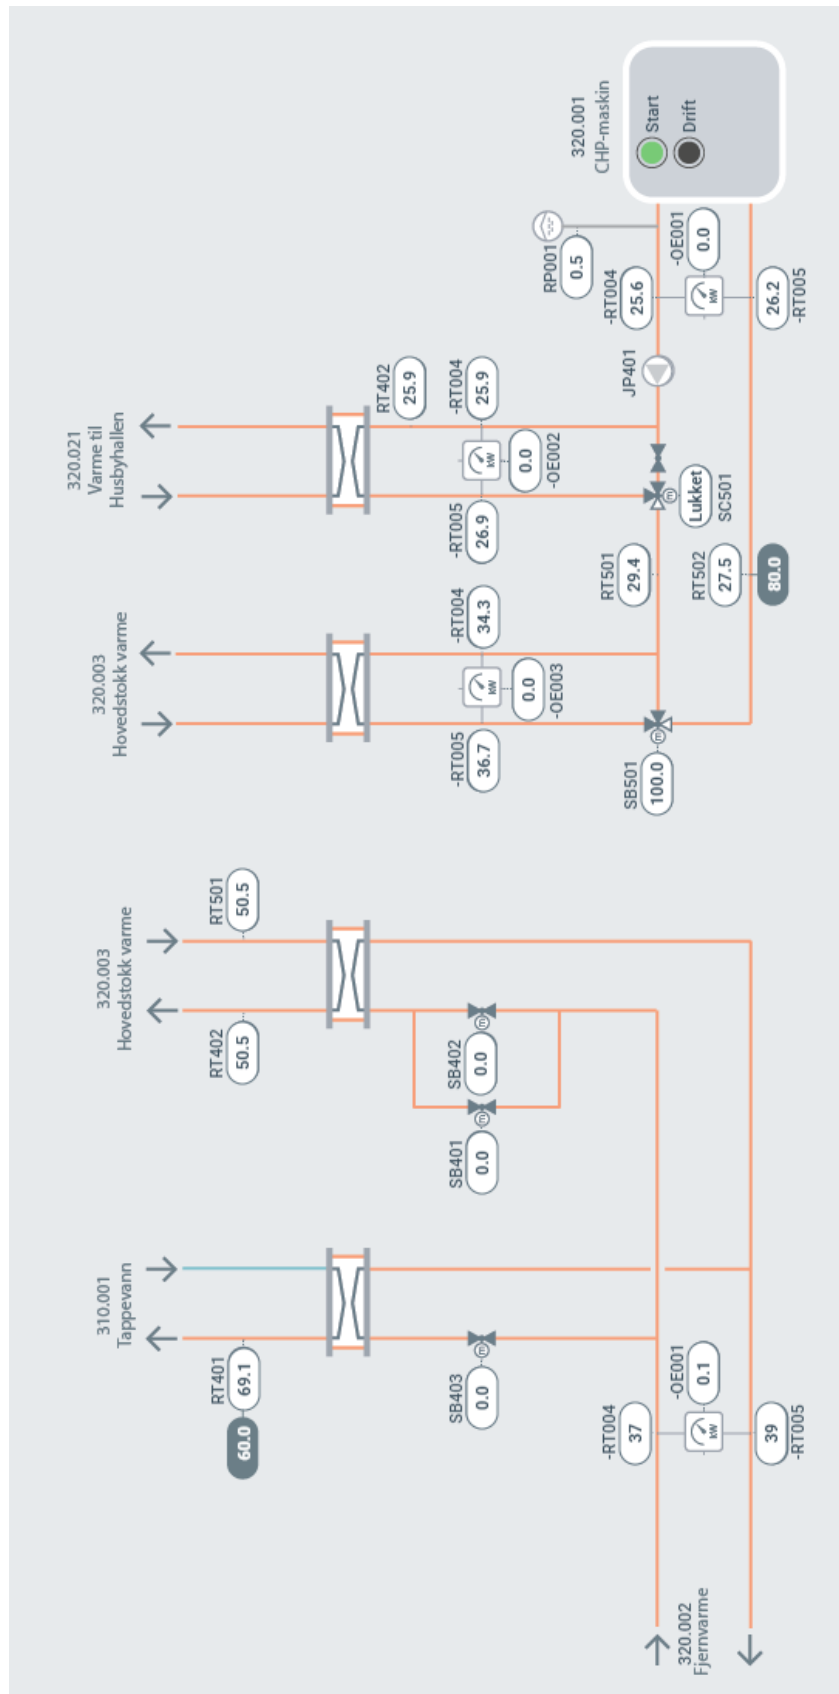 320.001
CHP-maskin
Start
Drift
RP001
0.5
-RT004
25.6
-OE001
0.0
kW
26.2
-RT005
JP401
320.021
Varme til
Husbyhallen
RT402
25.9
-RT004
25.9
kW
0.0
-OE002
-RT005
26.9
m
Lukket
SC501
RT501
29.4
RT502
27.5
80.0
320.003
Hovedstokk varme
-RT004
34.3
kW
0.0
-OE003
-RT005
36.7
m
SB501
100.0
320.003
Hovedstokk varme
RT501
50.5
RT402
50.5
m
SB402
0.0
m
SB401
0.0
310.001
Tappevann
RT401
69.1
60.0
m
SB403
0.0
-RT004
37
-OE001
0.1
kW
39
-RT005
320.002
Fjernvarme